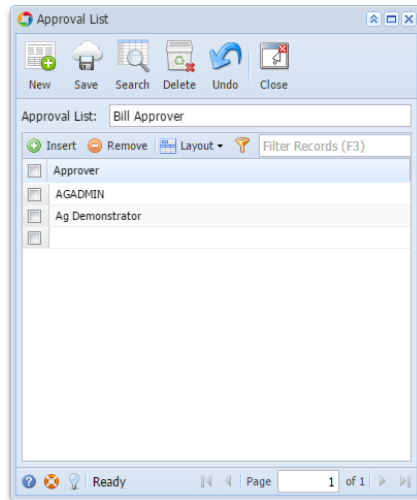 Approval List
New Save Search Delete Undo Close
Approval List: Bill Approver
Insert Remove Layout Filter Records (F3)
Approver
AGADMIN
Ag Demonstrator
Ready Page 1 of 1